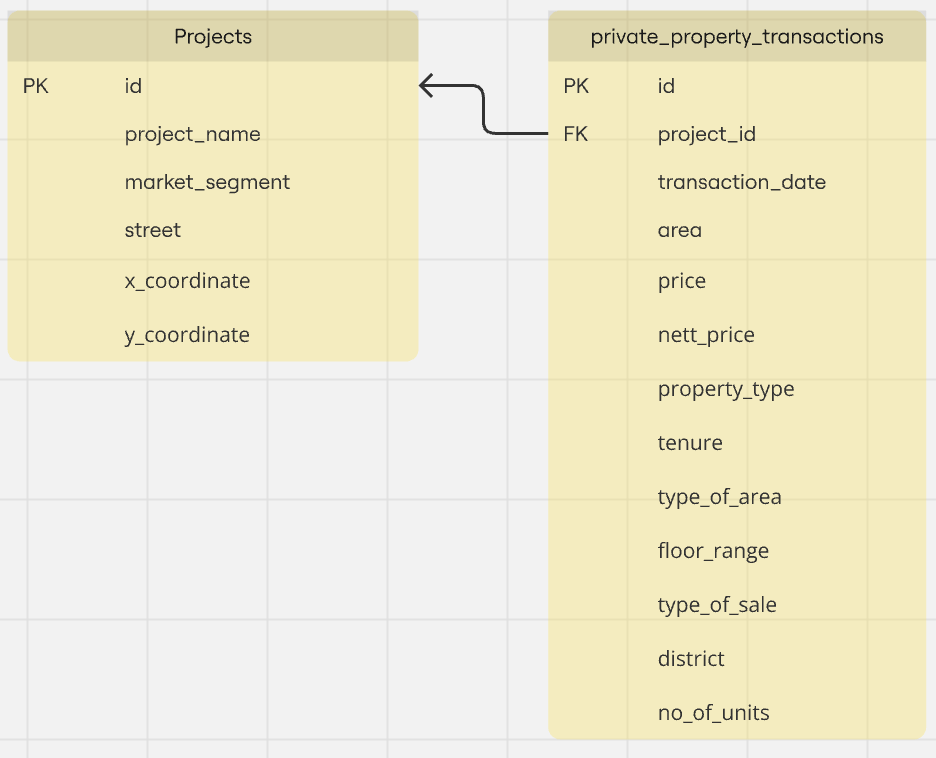 Projects
PK id
project_name
market_segment
street
x_coordinate
y_coordinate
private_property_transactions
PK id
FK project_id
transaction_date
area
price
nett_price
property_type
tenure
type_of_area
floor_range
type_of_sale
district
no_of_units